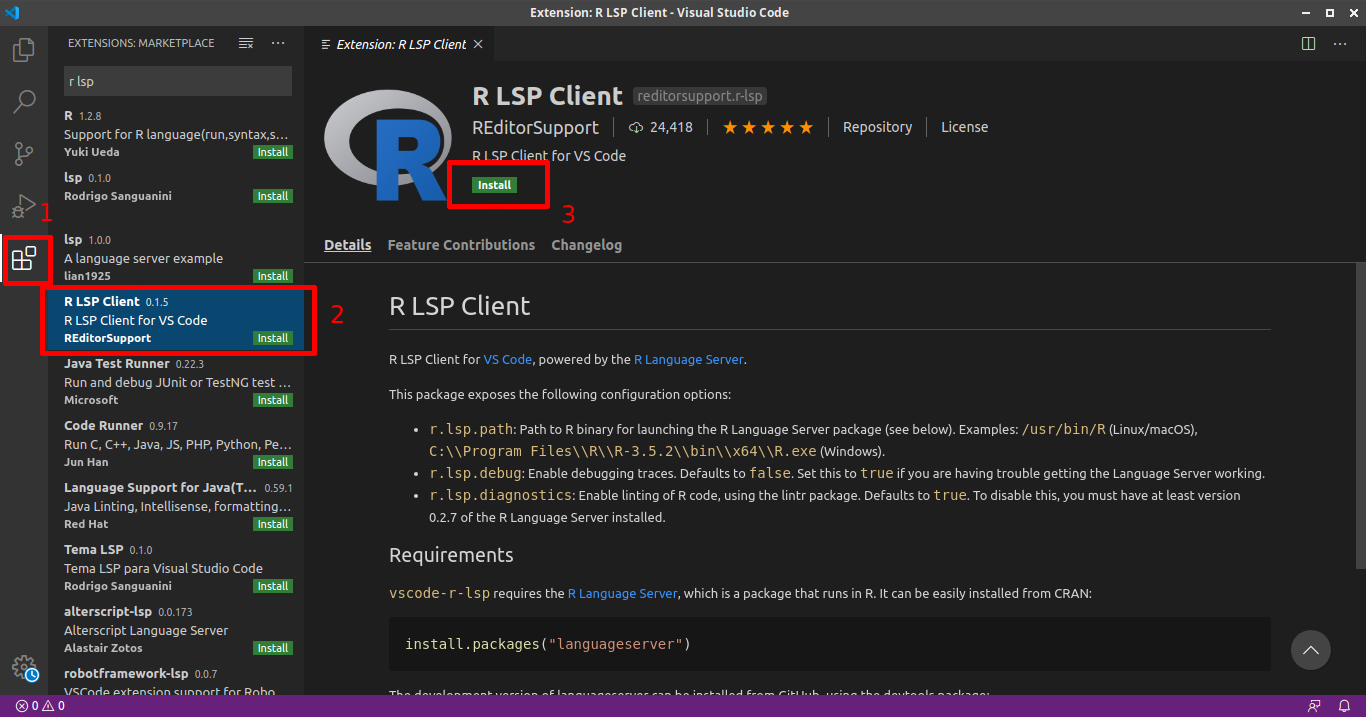 Extension: R LSP Client - Visual Studio Code
EXTENSIONS: MARKETPLACE
r lsp
R 1.2.8
Support for R language(run,syntax,s...
Yuki Ueda Install
lsp 0.1.0
Rodrigo Sanguanini Install
lsp 1.0.0
A language server example
lian1925 Install
R LSP Client 0.1.5
R LSP Client for VS Code
REditorSupport Install
Java Test Runner 0.22.3
Run and debug JUnit or TestNG test ...
Microsoft Install
Code Runner 0.9.17
Run C, C++, Java, JS, PHP, Python, Pe...
Jun Han Install
Language Support for Java(T... 0.59.1
Java Linting, Intellisense, formatting...
Red Hat Install
Tema LSP 0.1.0
Tema LSP para Visual Studio Code
Rodrigo Sanguanini Install
alterscript-lsp 0.0.173
Alterscript Language Server
Alastair Zotos Install
robotframework-lsp 0.0.7
VSCode extension support for Robo
1
2
3
Extension: R LSP Client
R
R LSP Client reditorsupport.r-lsp
REditorSupport 24,418 Repository License
R LSP Client for VS Code
Install
Details Feature Contributions Changelog
R LSP Client
R LSP Client for VS Code, powered by the R Language Server.
This package exposes the following configuration options:
• r.lsp.path: Path to R binary for launching the R Language Server package (see below). Examples: /usr/bin/R (Linux/macOS),
C:\\Program Files\\R\\R-3.5.2\\bin\\x64\\R.exe (Windows).
• r.lsp.debug: Enable debugging traces. Defaults to false. Set this to true if you are having trouble getting the Language Server working.
• r.lsp.diagnostics: Enable linting of R code, using the lintr package. Defaults to true. To disable this, you must have at least version
0.2.7 of the R Language Server installed.
Requirements
vscode-r-lsp requires the R Language Server, which is a package that runs in R. It can be easily installed from CRAN:
install.packages("languageserver")
The development version of languageserver can be installed from GitHub, using the devtools package:
0 0